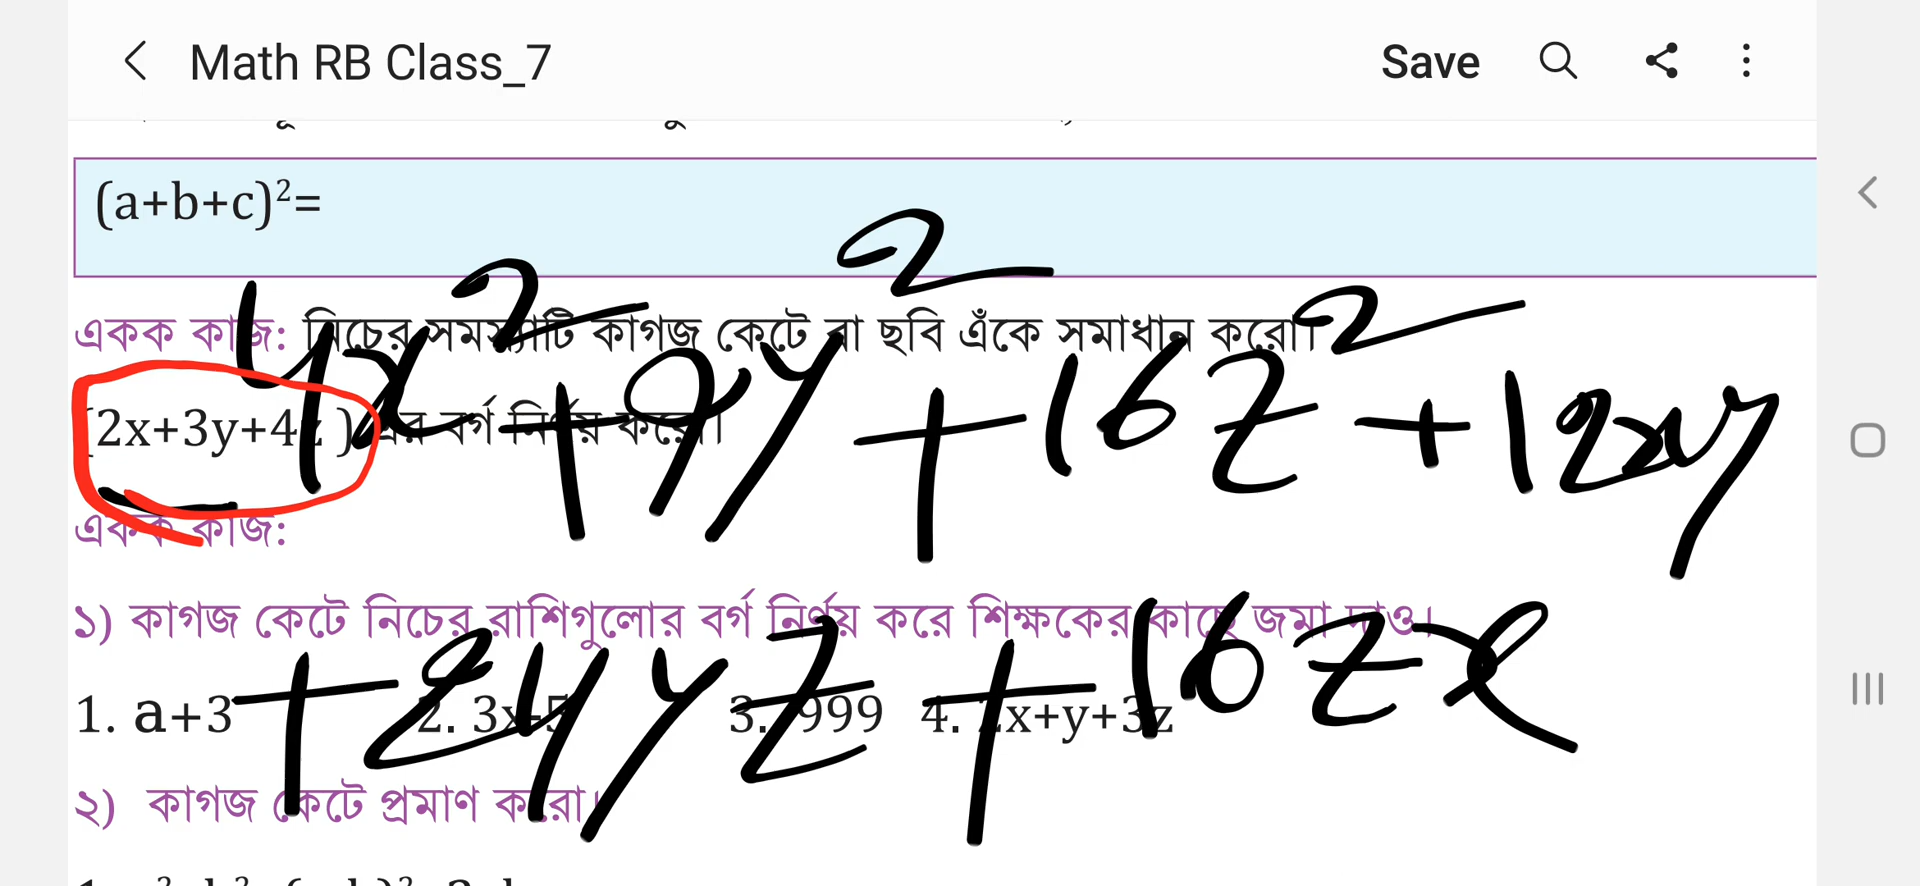 Math RB Class_7 Save
(a+b+c)²=
একক কাজ: নিচের সমস্যাটি কাগজ কেটে বা ছবি এঁকে সমাধান করো।
(2x+3y+4z ) এর বর্গ নির্ণয় করো।
4x² + 9y² + 16z² + 12xy
+ 24yz + 16zx
একক কাজ:
১) কাগজ কেটে নিচের রাশিগুলোর বর্গ নির্ণয় করে শিক্ষকের কাছে জমা দাও।
1. a+3 2. 3x-5 3. 999 4. 2x+y+3z
২) কাগজ কেটে প্রমাণ করো।